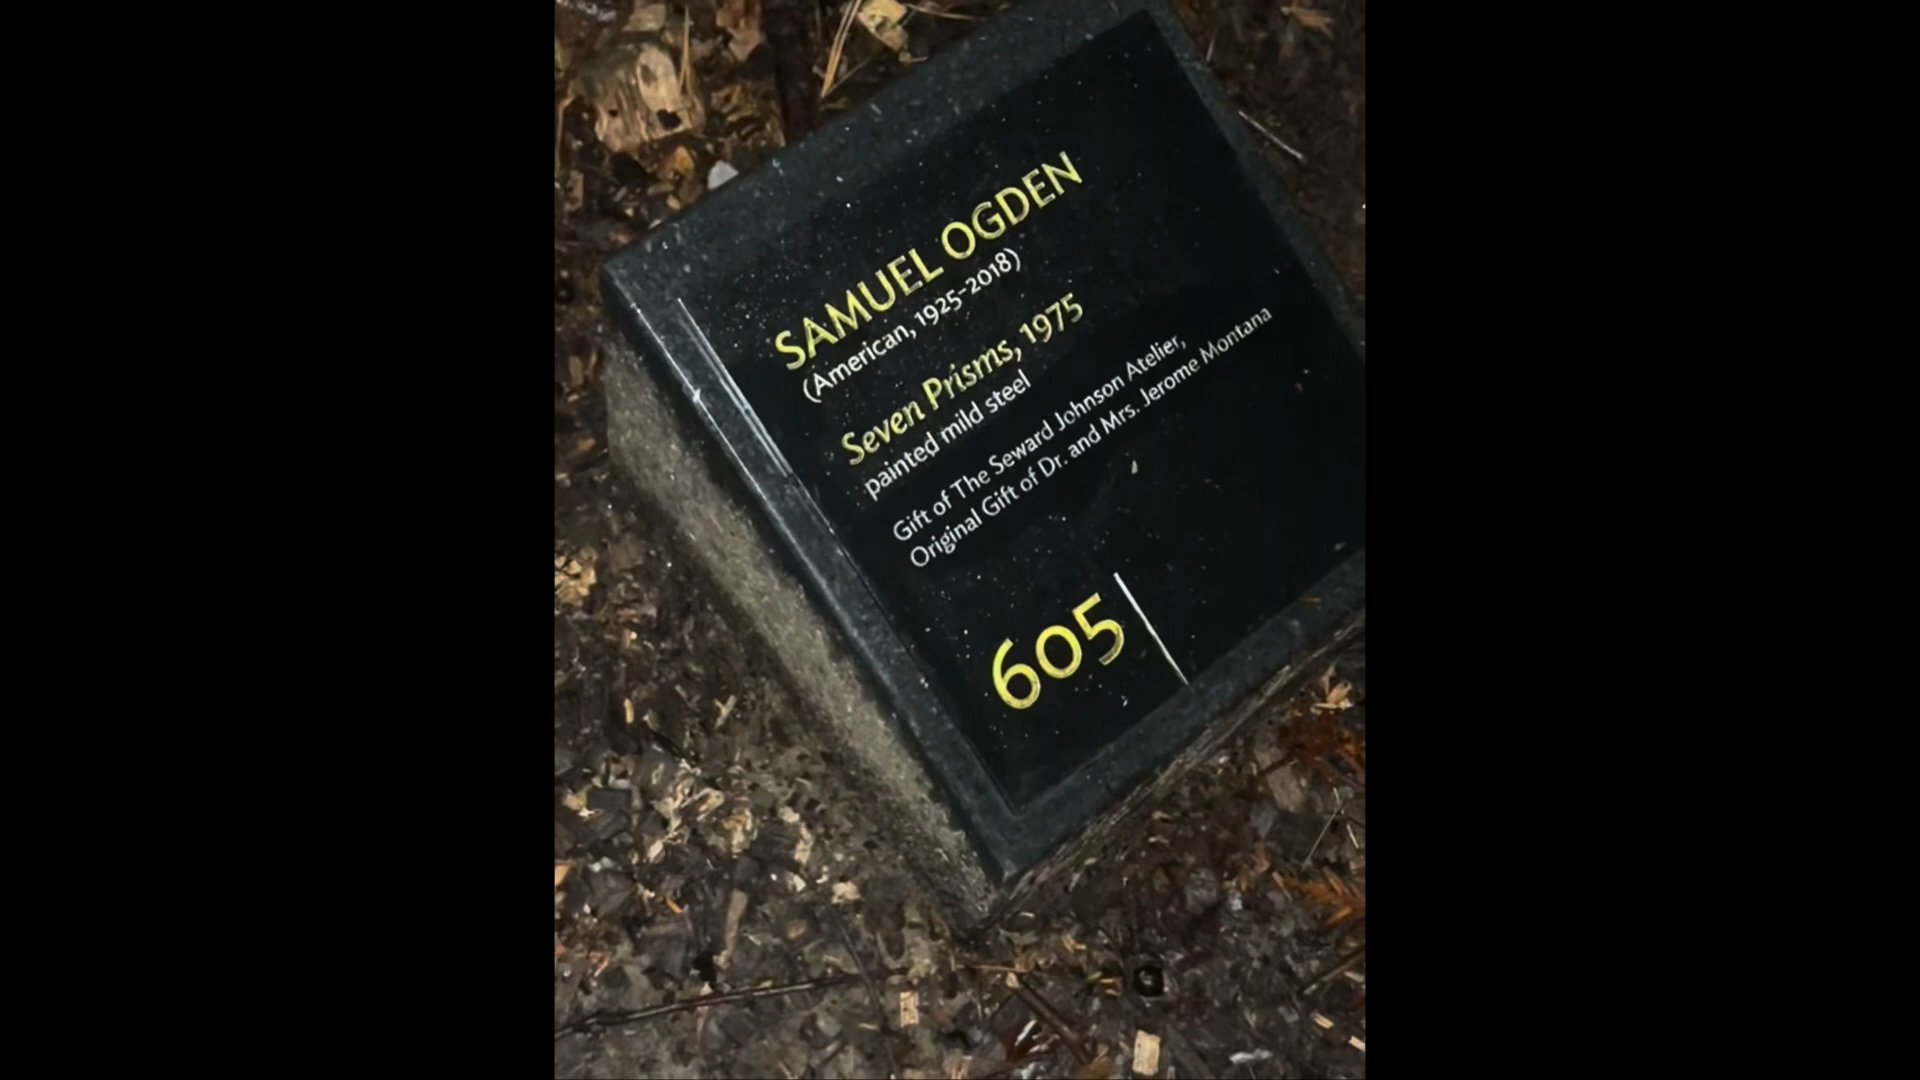 SAMUEL OGDEN
(American, 1925-2018)
Seven Prisms, 1975
painted mild steel
Gift of The Seward Johnson Atelier,
Original Gift of Dr. and Mrs. Jerome Montana
605